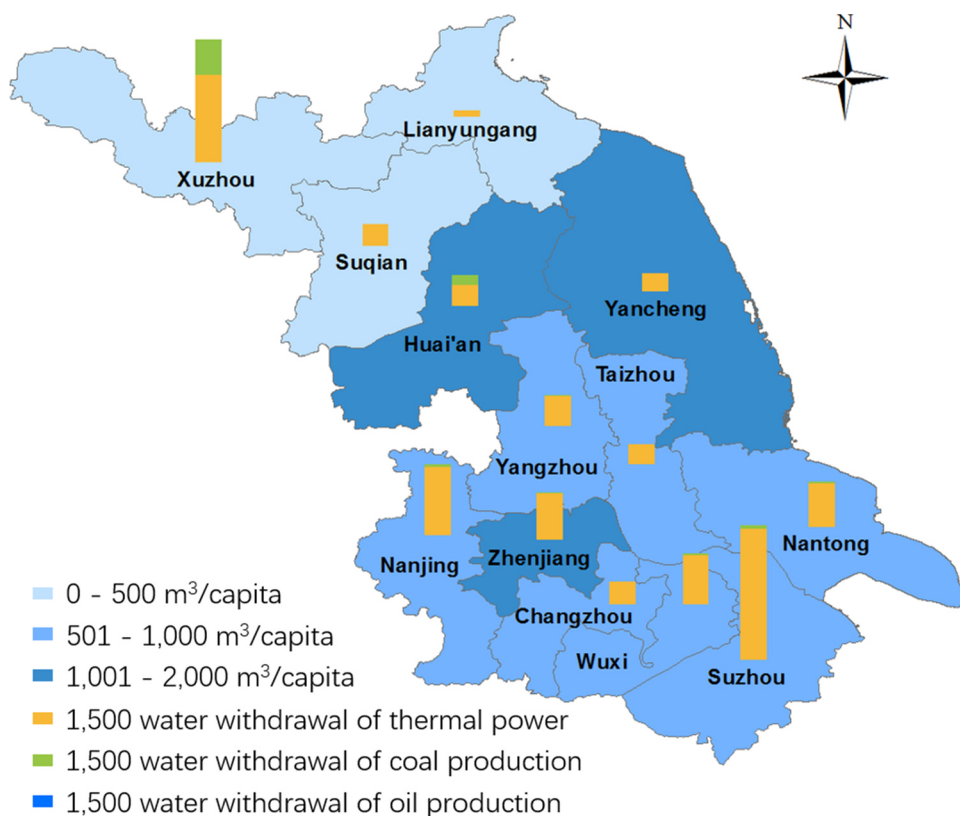 N
Lianyungang
Xuzhou
Suqian
Yancheng
Huai'an
Taizhou
Yangzhou
Nantong
Zhenjiang
Nanjing
Changzhou
Wuxi
Suzhou
0 - 500 m³/capita
501 - 1,000 m³/capita
1,001 - 2,000 m³/capita
1,500 water withdrawal of thermal power
1,500 water withdrawal of coal production
1,500 water withdrawal of oil production